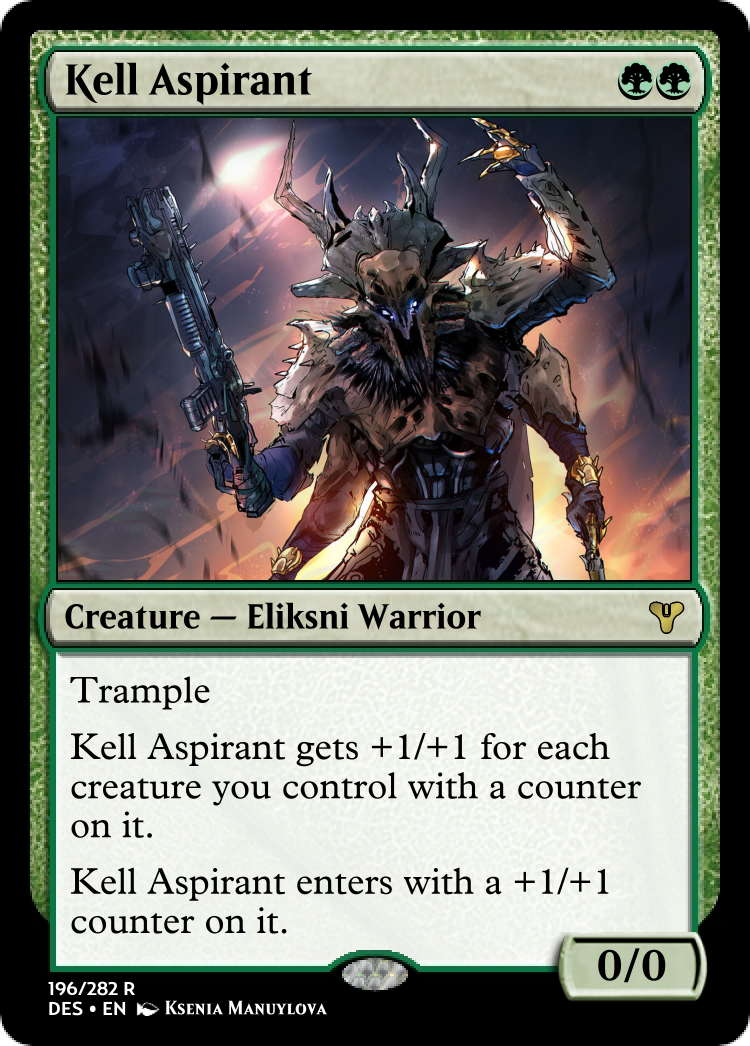 Kell Aspirant
Creature — Eliksni Warrior
Trample
Kell Aspirant gets +1/+1 for each
creature you control with a counter
on it.
Kell Aspirant enters with a +1/+1
counter on it.
0/0
196/282 R
DES • EN Ksenia Manuylova